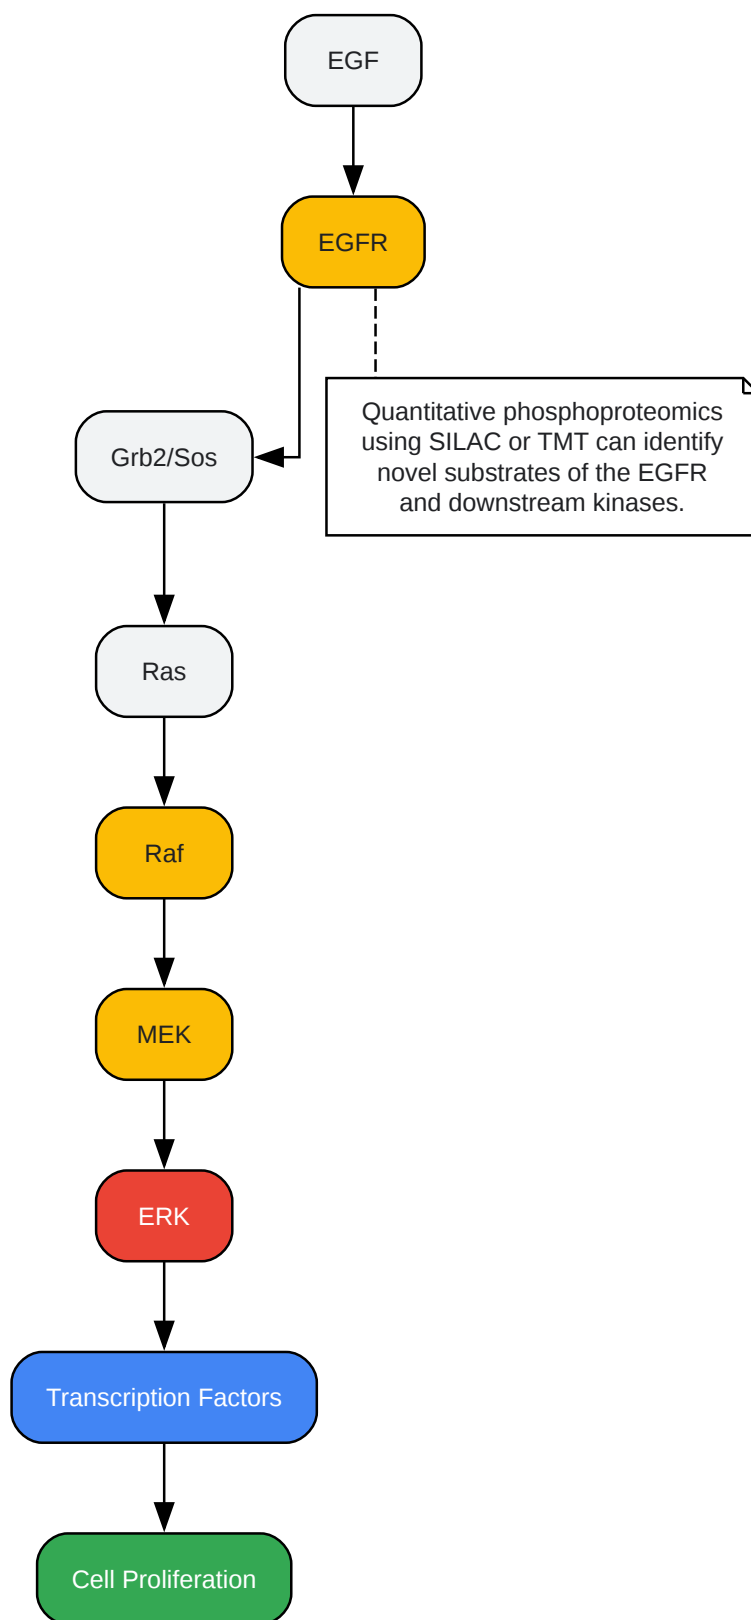 EGF
EGFR
Quantitative phosphoproteomics
using SILAC or TMT can identify
novel substrates of the EGFR
and downstream kinases.
Grb2/Sos
Ras
Raf
MEK
ERK
Transcription Factors
Cell Proliferation